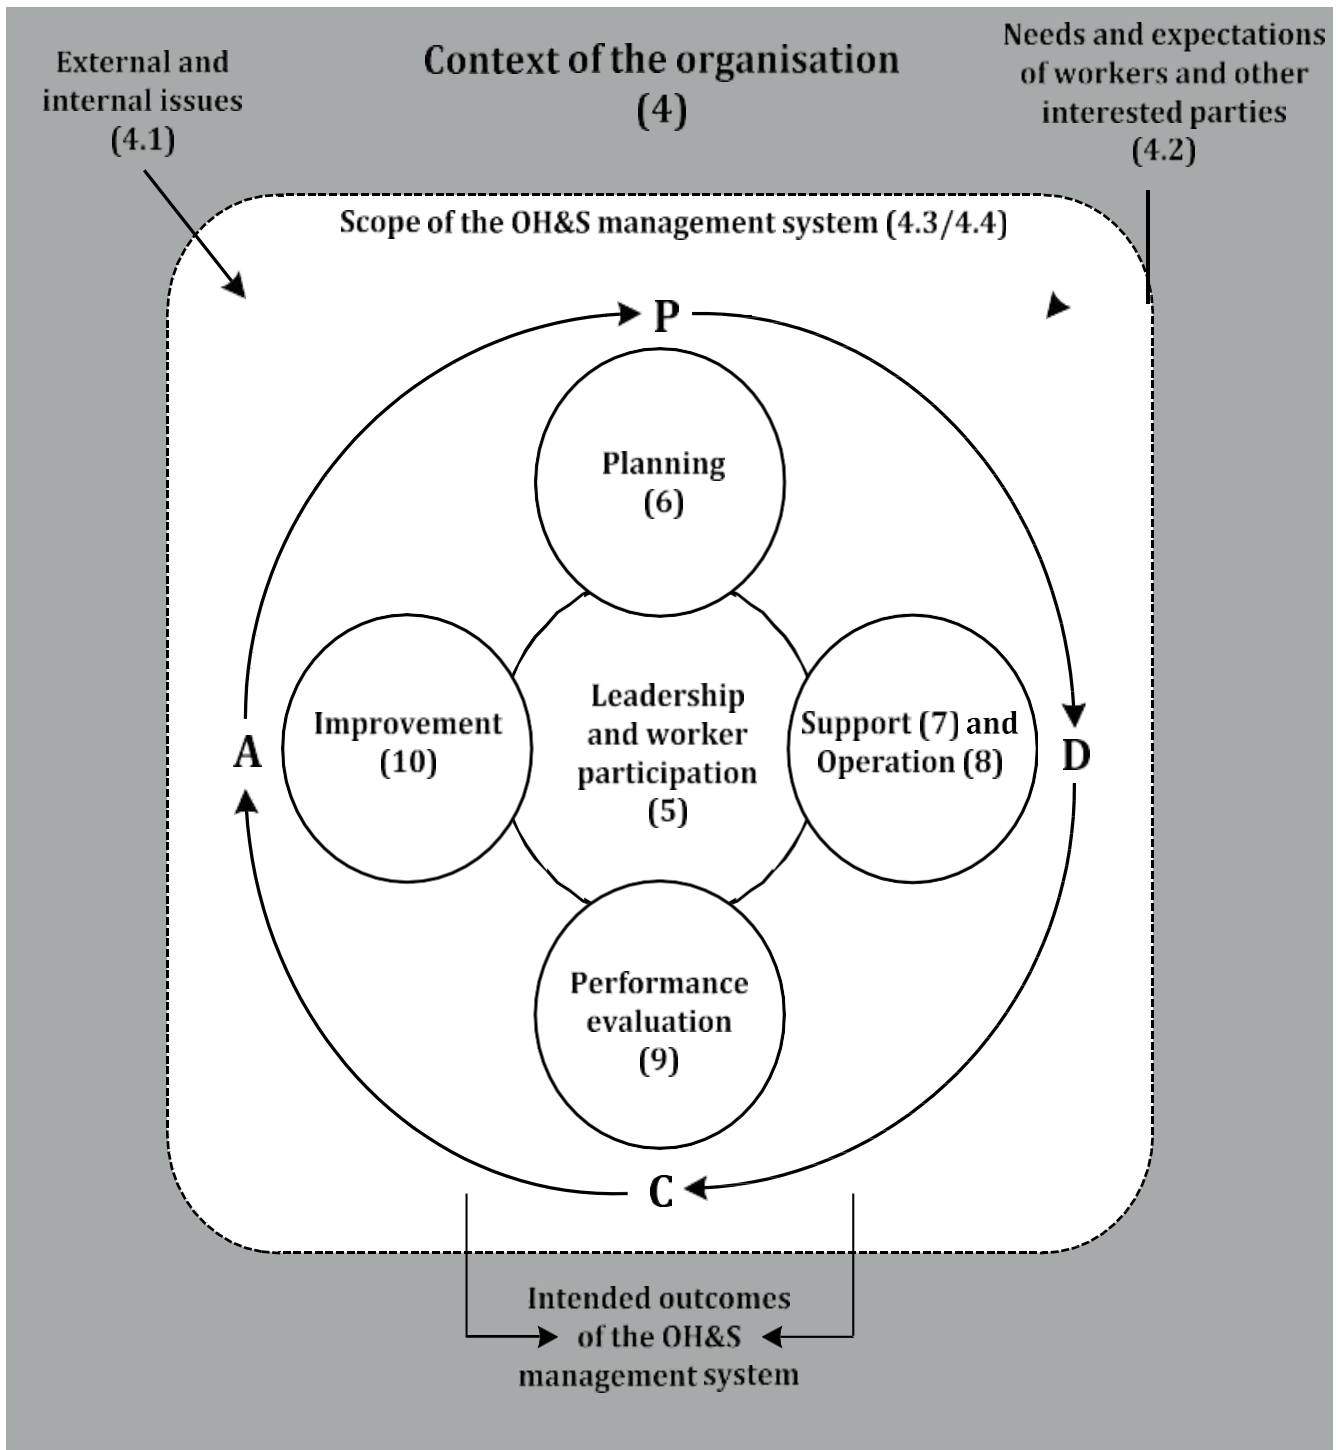 External and
internal issues
(4.1)
Context of the organisation
(4)
Needs and expectations
of workers and other
interested parties
(4.2)
Scope of the OH&S management system (4.3/4.4)
P
Planning
(6)
A
Improvement
(10)
Leadership
and worker
participation
(5)
Support (7) and
Operation (8)
D
Performance
evaluation
(9)
C
Intended outcomes
of the OH&S
management system